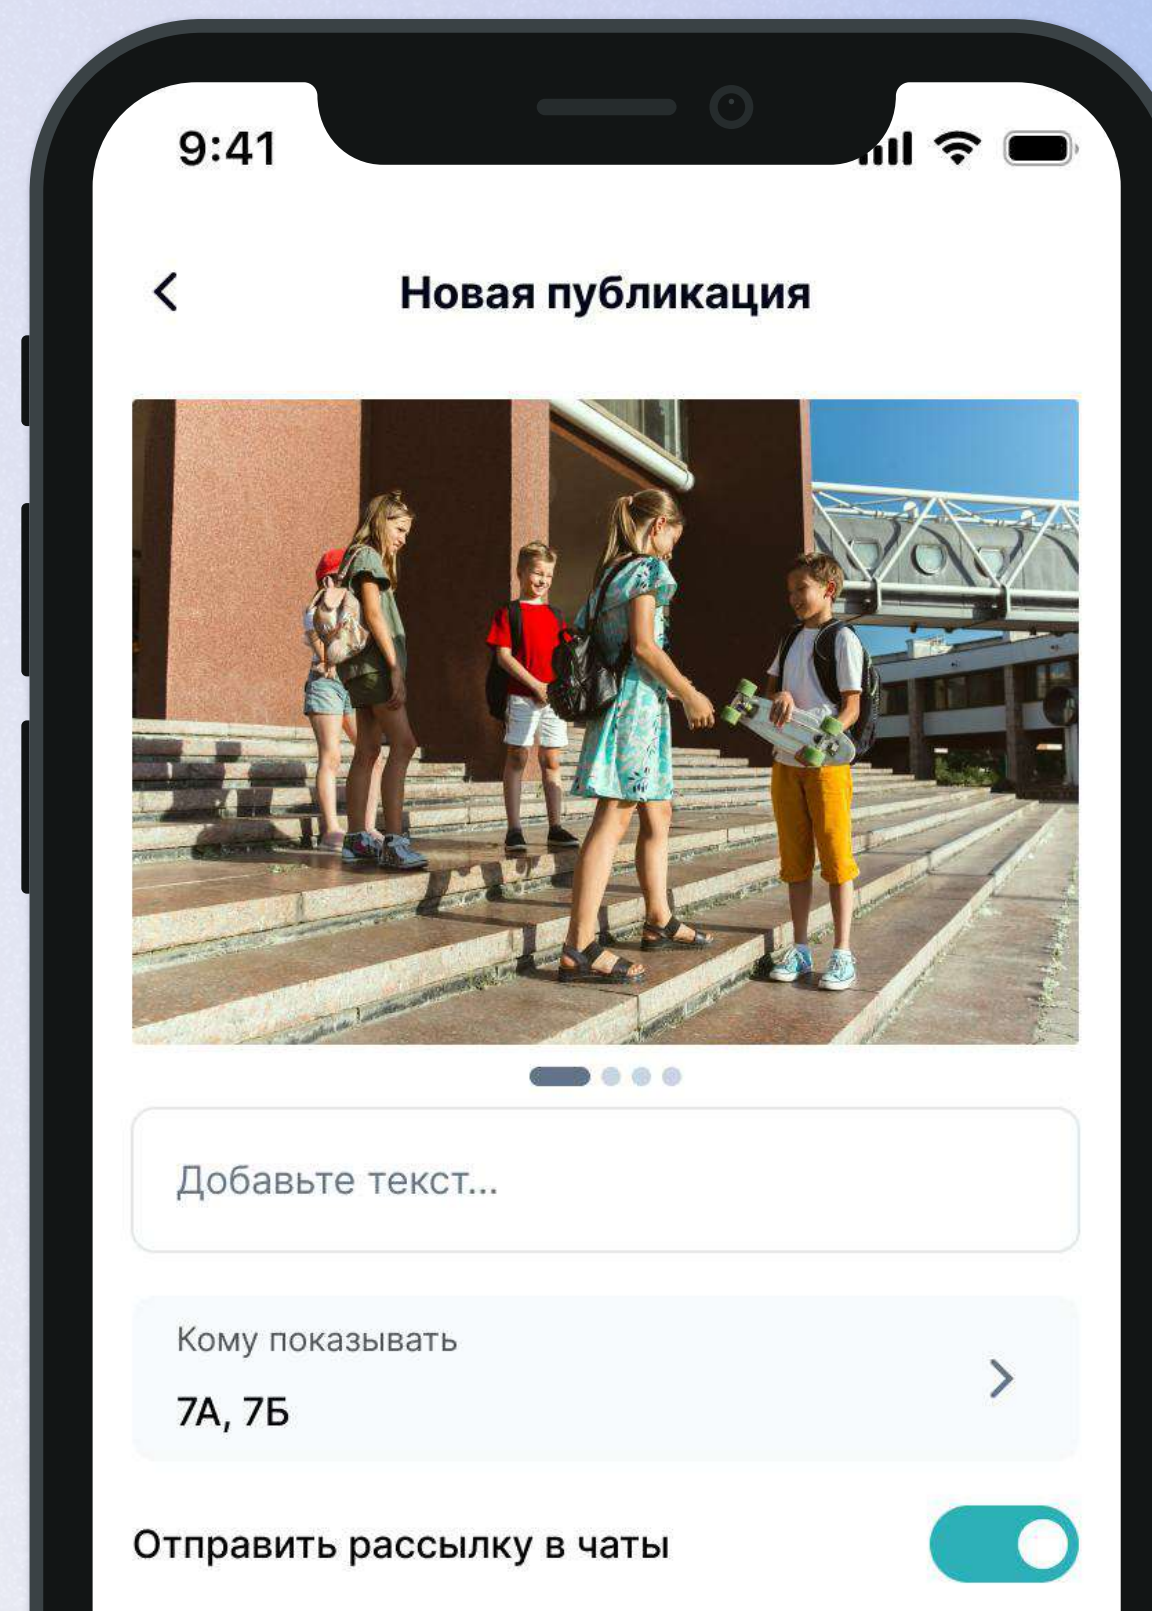 9:41
Новая публикация
Добавьте текст...
Кому показывать
7А, 7Б
Отправить рассылку в чаты